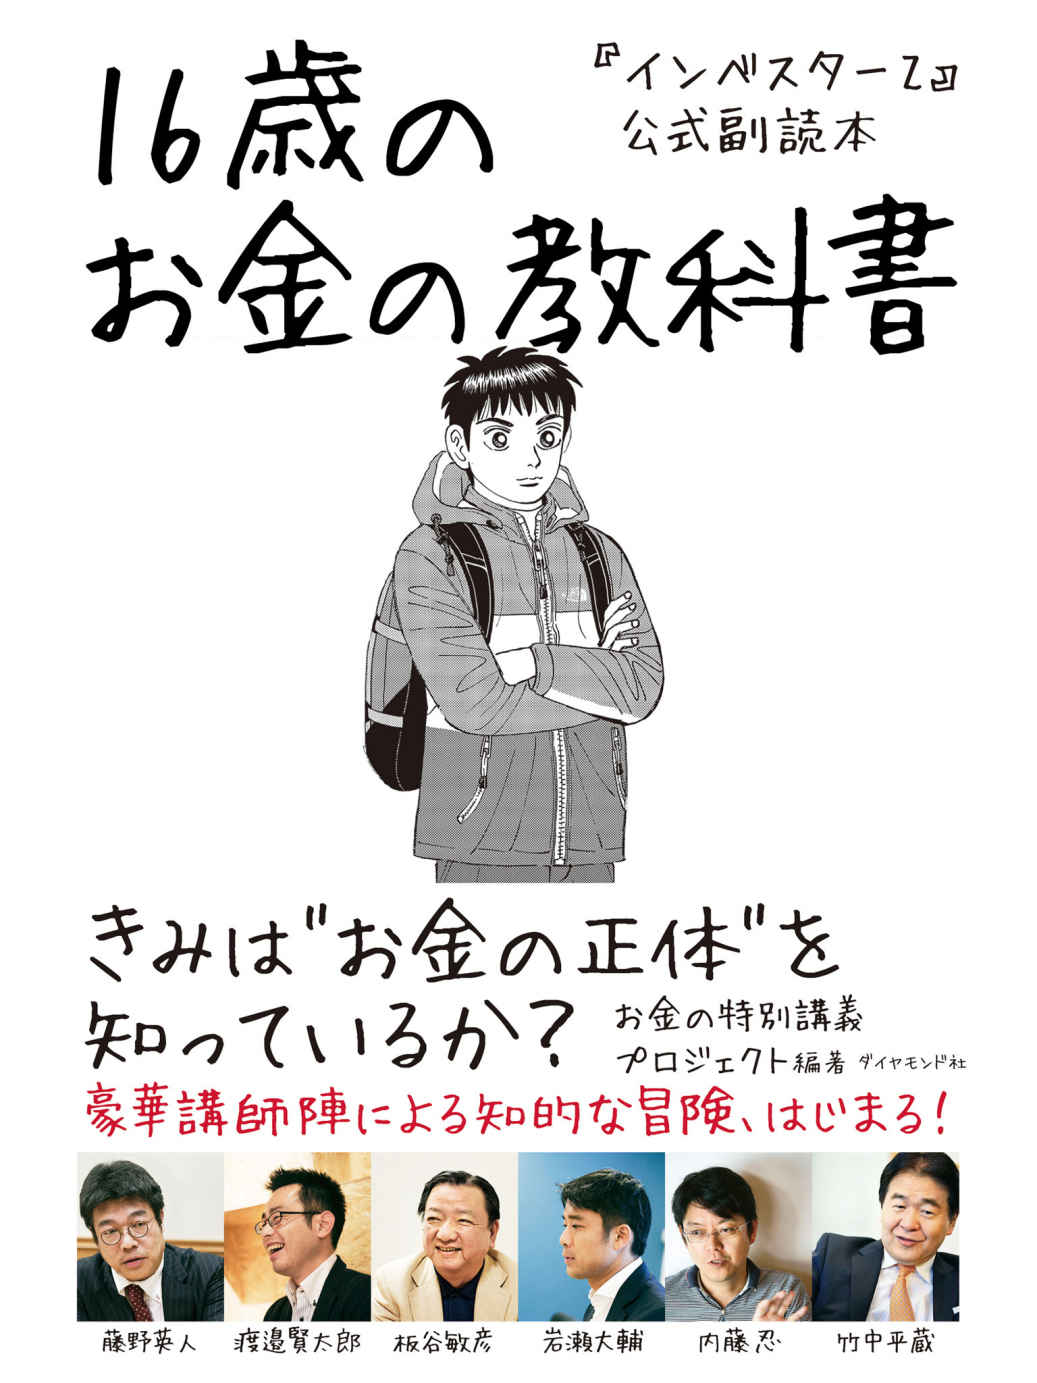 『インベスターZ』
公式副読本
16歳の
お金の教科書
きみは"お金の正体"を
知っているか？
お金の特別講義
プロジェクト編著 ダイヤモンド社
豪華講師陣による知的な冒険、はじまる！
藤野英人 渡邉賢太郎 板谷敏彦 岩瀬大輔 内藤忍 竹中平蔵